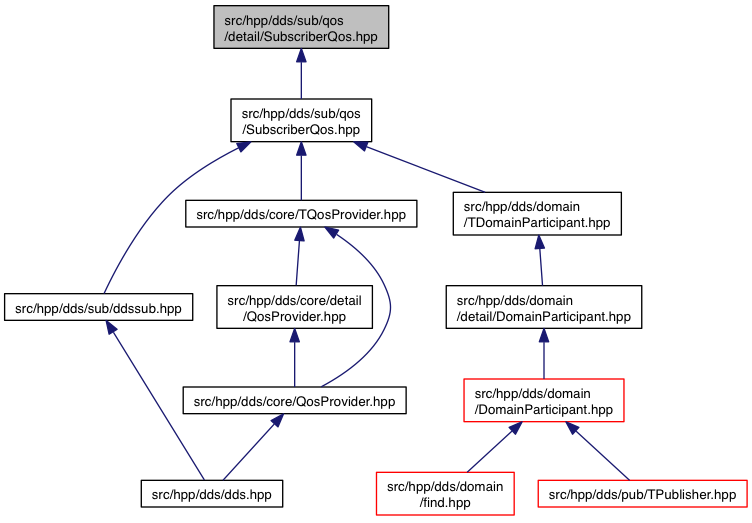 src/hpp/dds/sub/qos
/detail/SubscriberQos.hpp
src/hpp/dds/sub/qos
/SubscriberQos.hpp
src/hpp/dds/core/TQosProvider.hpp
src/hpp/dds/domain
/TDomainParticipant.hpp
src/hpp/dds/sub/ddssub.hpp
src/hpp/dds/core/detail
/QosProvider.hpp
src/hpp/dds/domain
/detail/DomainParticipant.hpp
src/hpp/dds/core/QosProvider.hpp
src/hpp/dds/domain
/DomainParticipant.hpp
src/hpp/dds/dds.hpp
src/hpp/dds/domain
/find.hpp
src/hpp/dds/pub/TPublisher.hpp